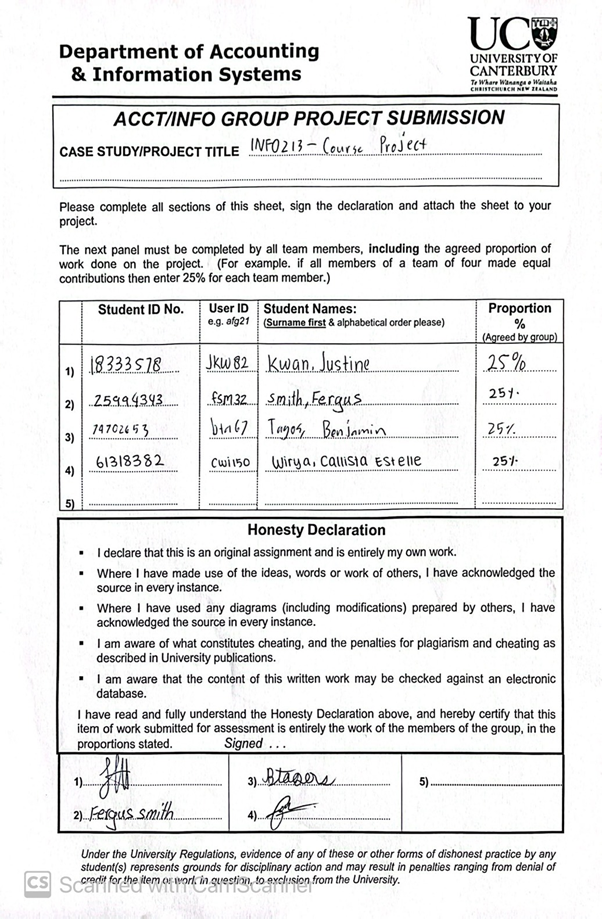 Department of Accounting
& Information Systems
UC
UNIVERSITY OF
CANTERBURY
Te Whare Wānanga o Waitaha
CHRISTCHURCH NEW ZEALAND
ACCT/INFO GROUP PROJECT SUBMISSION
CASE STUDY/PROJECT TITLE INFO213 - Course Project
Please complete all sections of this sheet, sign the declaration and attach the sheet to your
project.
The next panel must be completed by all team members, including the agreed proportion of
work done on the project. (For example. if all members of a team of four made equal
contributions then enter 25% for each team member.)
Student ID No. User ID Student Names: Proportion
e.g. afg21 (Surname first & alphabetical order please) %
(Agreed by group)
1) 18333578 JKW82 Kwan, Justine 25%
2) 25994343 fsm32 Smith, Fergus 25%
3) 74702653 btn67 Benjamin 25%
4) 61318382 cwi150 Wirya, Callista Estelle 25%
5)
Honesty Declaration
▪ I declare that this is an original assignment and is entirely my own work.
▪ Where I have made use of the ideas, words or work of others, I have acknowledged the
source in every instance.
▪ Where I have used any diagrams (including modifications) prepared by others, I have
acknowledged the source in every instance.
▪ I am aware of what constitutes cheating, and the penalties for plagiarism and cheating as
described in University publications.
▪ I am aware that the content of this written work may be checked against an electronic
database.
I have read and fully understand the Honesty Declaration above, and hereby certify that this
item of work submitted for assessment is entirely the work of the members of the group, in the
proportions stated. Signed ...
1) 3) 5)
2) Fergus smith 4)
Under the University Regulations, evidence of any of these or other forms of dishonest practice by any
student(s) represents grounds for disciplinary action and may result in penalties ranging from denial of
credit for the item or work in question, to exclusion from the University.
CS Scanned with CamScanner